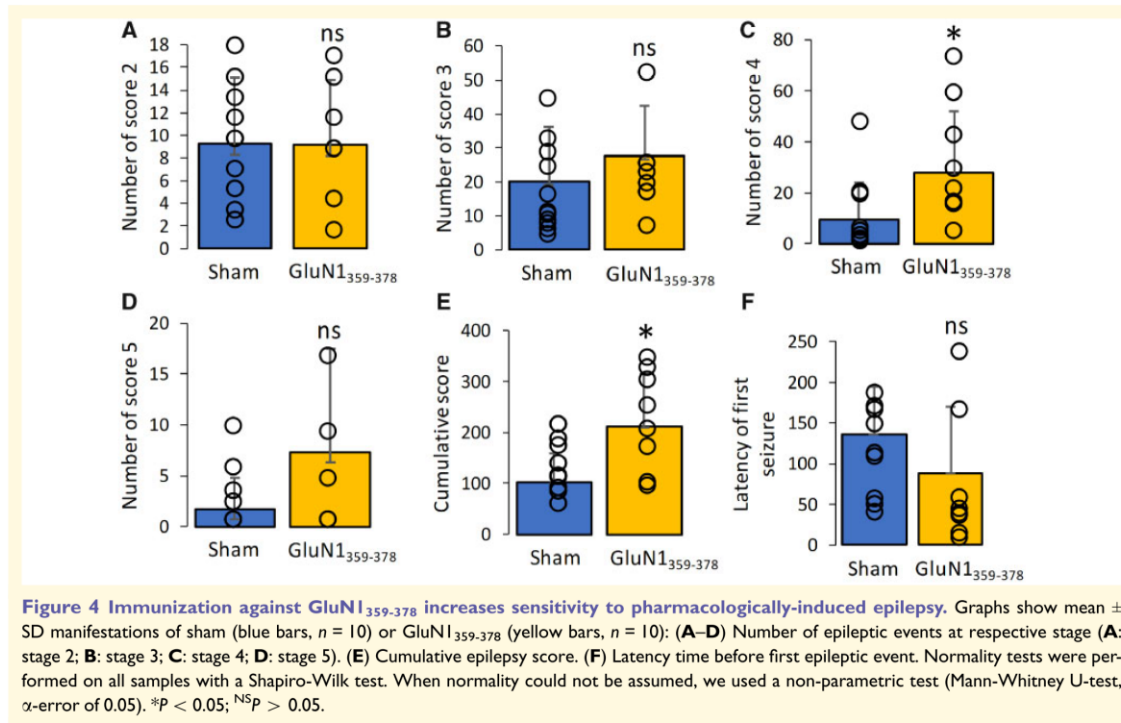 A
ns
Number of score 2
18
16
14
12
10
8
6
4
2
0
Sham
GluN1359-378
B
ns
Number of score 3
60
50
40
30
20
10
0
Sham
GluN1359-378
C
*
Number of score 4
80
60
40
20
0
Sham
GluN1359-378
D
ns
Number of score 5
20
15
10
5
0
Sham
GluN1359-378
E
*
Cumulative score
400
300
200
100
0
Sham
GluN1359-378
F
ns
Latency of first
seizure
250
200
150
100
50
0
Sham
GluN1359-378
Figure 4 Immunization against GluN1359-378 increases sensitivity to pharmacologically-induced epilepsy. Graphs show mean ±
SD manifestations of sham (blue bars, n = 10) or GluN1359-378 (yellow bars, n = 10): (A–D) Number of epileptic events at respective stage (A:
stage 2; B: stage 3; C: stage 4; D: stage 5). (E) Cumulative epilepsy score. (F) Latency time before first epileptic event. Normality tests were per-
formed on all samples with a Shapiro-Wilk test. When normality could not be assumed, we used a non-parametric test (Mann-Whitney U-test,
α-error of 0.05). *P < 0.05; NSP > 0.05.